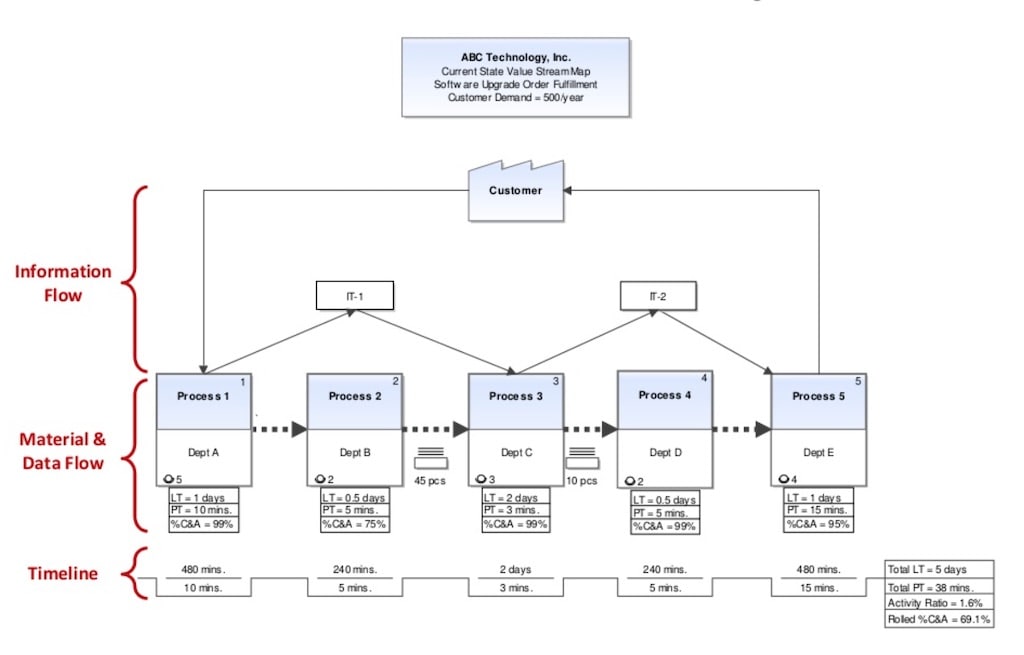 ABC Technology, Inc.
Current State Value Stream Map
Software Upgrade Order Fulfillment
Customer Demand = 500/year
Customer
Information
Flow
IT-1
IT-2
1
Process 1
2
Process 2
3
Process 3
4
Process 4
5
Process 5
Material &
Data Flow
Dept A
Dept B
Dept C
Dept D
Dept E
5
2
45 pcs
3
10 pcs
2
4
LT = 1 days
PT = 10 mins.
%C&A = 99%
LT = 0.5 days
PT = 5 mins.
%C&A = 75%
LT = 2 days
PT = 3 mins.
%C&A = 99%
LT = 0.5 days
PT = 5 mins.
%C&A = 99%
LT = 1 days
PT = 15 mins.
%C&A = 95%
Timeline
480 mins.
10 mins.
240 mins.
5 mins.
2 days
3 mins.
240 mins.
5 mins.
480 mins.
15 mins.
Total LT = 5 days
Total PT = 38 mins.
Activity Ratio = 1.6%
Rolled %C&A = 69.1%